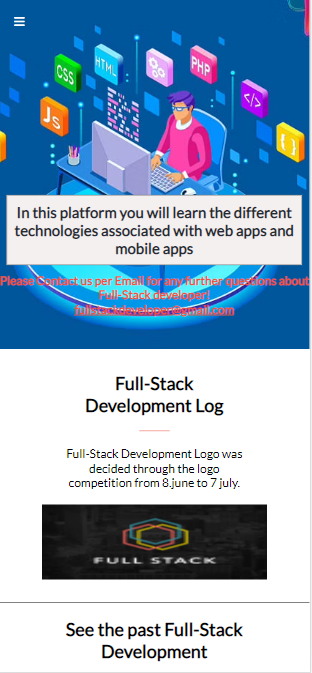 CSS
HTML
PHP
</>
JS
{ }
In this platform you will learn the different
technologies associated with web apps and
mobile apps
Please Contact us per Email for any further questions about
Full-Stack developar!
fullstackdeveloper@gmail.com
Full-Stack
Development Log
Full-Stack Development Logo was
decided through the logo
competition from 8.june to 7 july.
FULL STACK
See the past Full-Stack
Development